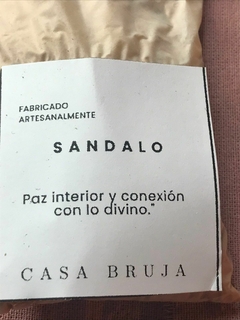 FABRICADO
ARTESANALMENTE
SANDALO
Paz interior y conexión
con lo divino."
CASA BRUJA